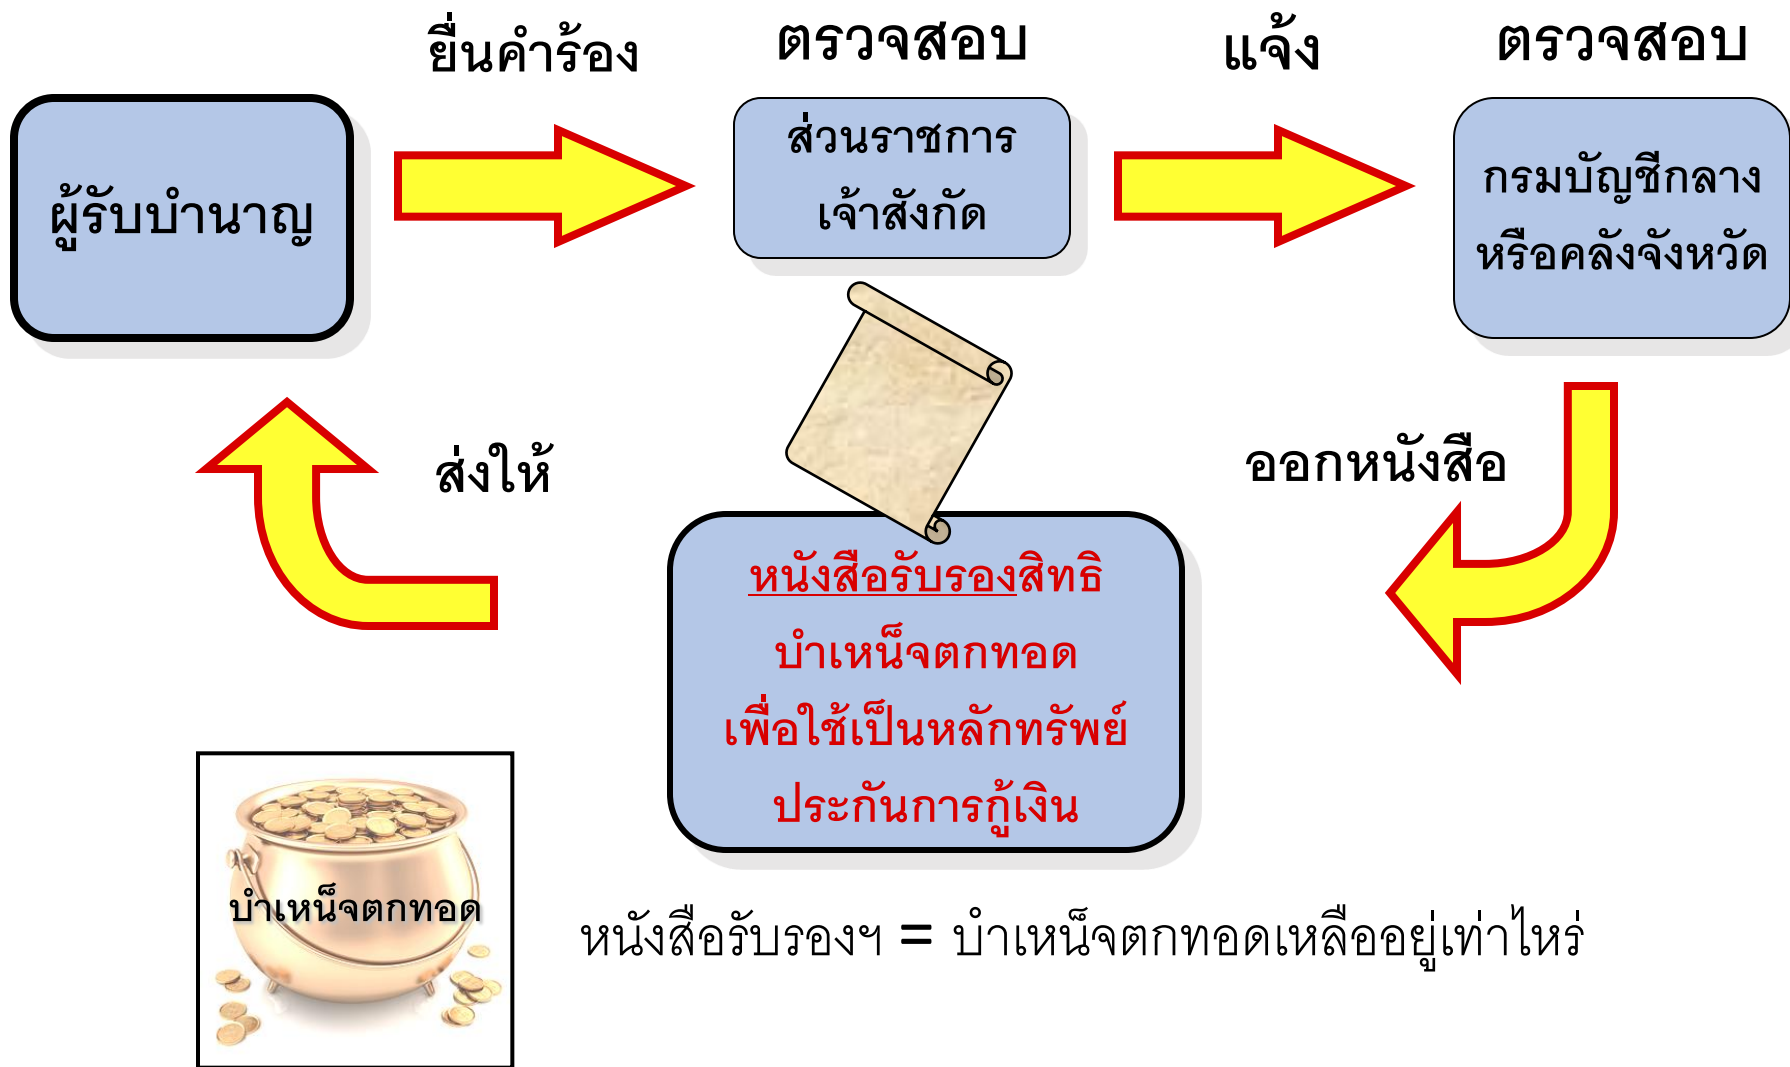 ยื่นคำร้อง
ตรวจสอบ
แจ้ง
ตรวจสอบ
ผู้รับบำนาญ
ส่วนราชการ
เจ้าสังกัด
กรมบัญชีกลาง
หรือคลังจังหวัด
ส่งให้
ออกหนังสือ
หนังสือรับรองสิทธิ
บำเหน็จตกทอด
เพื่อใช้เป็นหลักทรัพย์
ประกันการกู้เงิน
บำเหน็จตกทอด
หนังสือรับรองฯ = บำเหน็จตกทอดเหลืออยู่เท่าไหร่